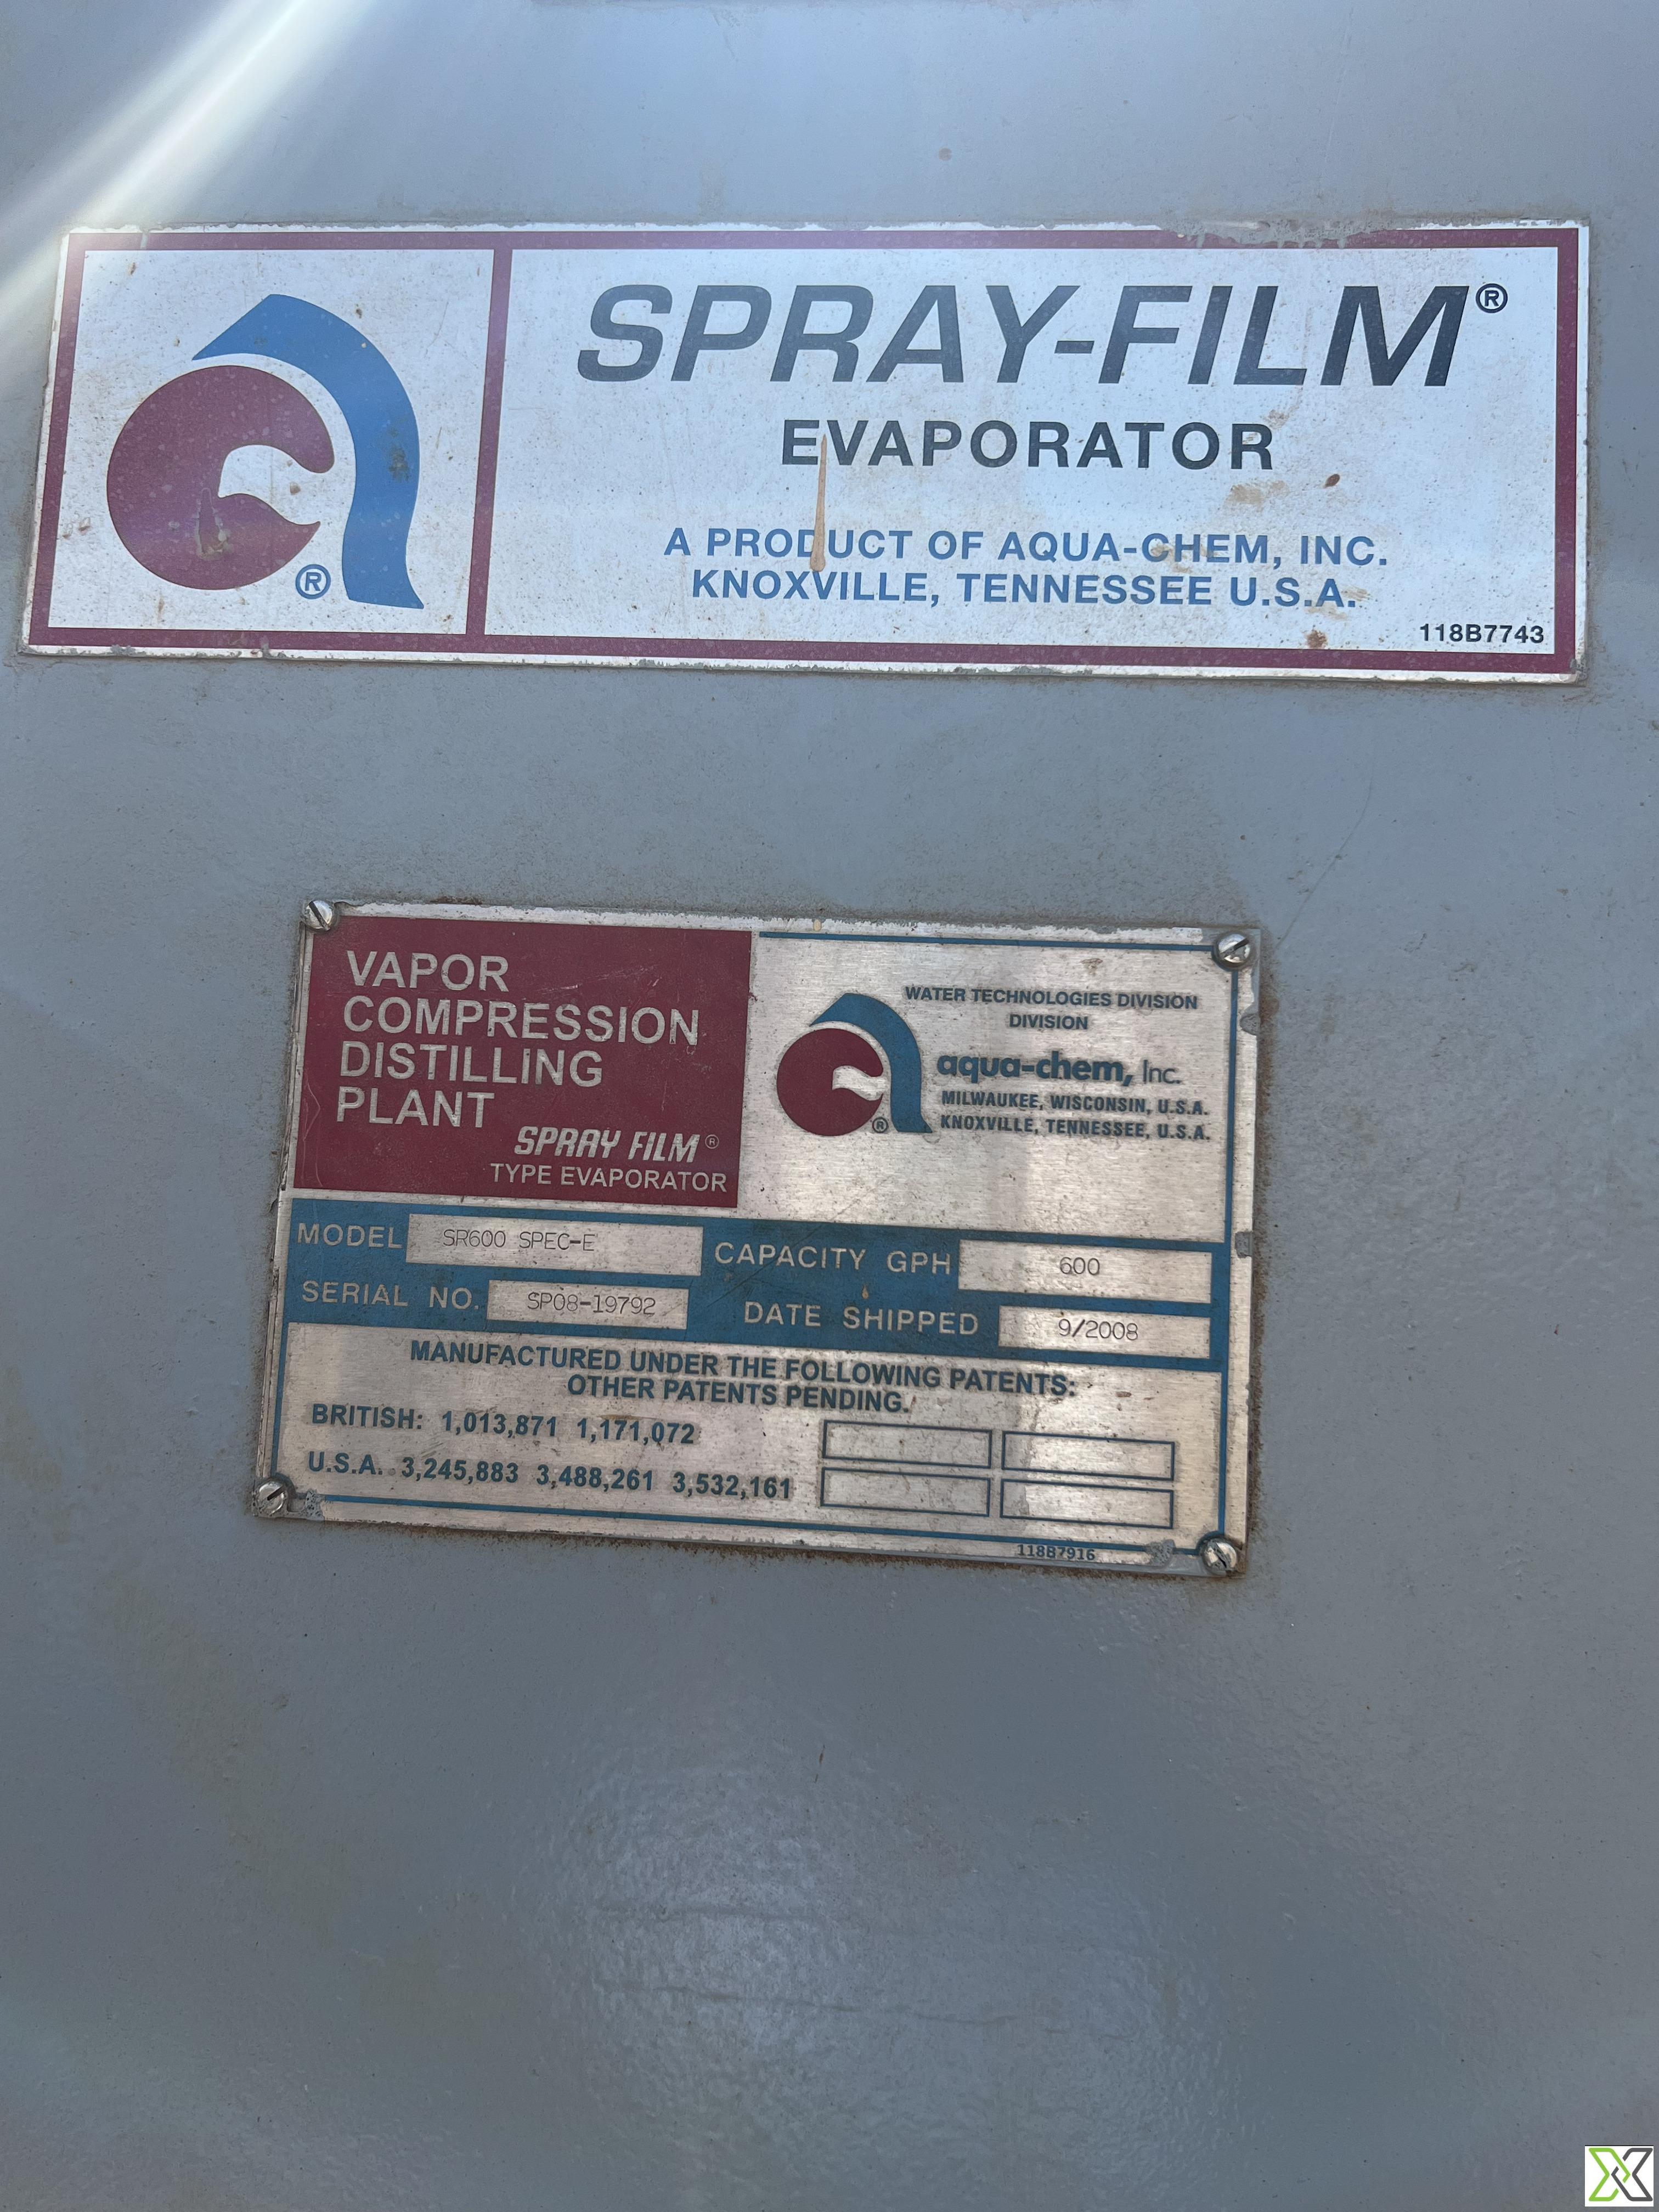 SPRAY-FILM®
EVAPORATOR
A PRODUCT OF AQUA-CHEM, INC.
KNOXVILLE, TENNESSEE U.S.A.
®
118B7743
VAPOR
COMPRESSION
DISTILLING
PLANT
SPRAY FILM®
TYPE EVAPORATOR
WATER TECHNOLOGIES DIVISION
DIVISION
aqua-chem, Inc.
MILWAUKEE, WISCONSIN, U.S.A.
KNOXVILLE, TENNESSEE, U.S.A.
®
MODEL SR600 SPEC-E CAPACITY GPH 600
SERIAL NO. SP08-19792 DATE SHIPPED 9/2008
MANUFACTURED UNDER THE FOLLOWING PATENTS:
OTHER PATENTS PENDING.
BRITISH: 1,013,871 1,171,072
U.S.A. 3,245,883 3,488,261 3,532,161
118B7916